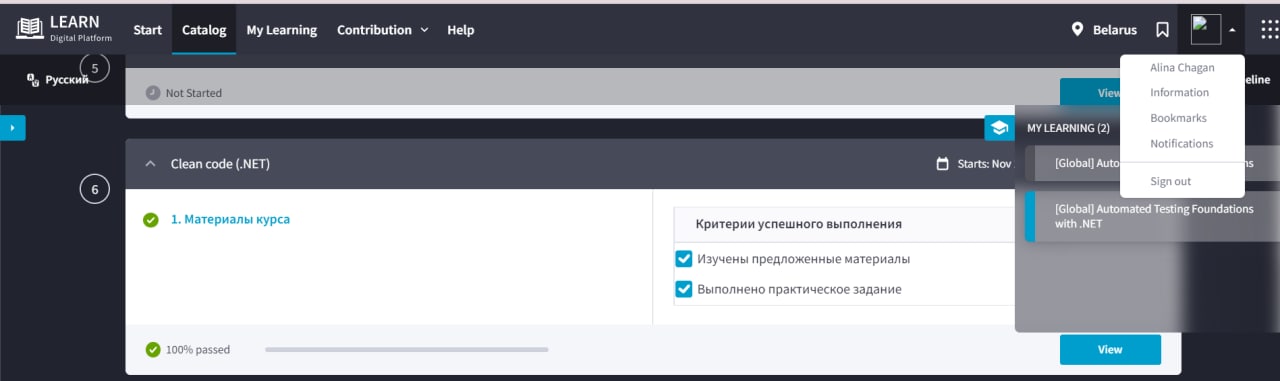 LEARN
Digital Platform
Start
Catalog
My Learning
Contribution
Help
Belarus
Русский
5
Not Started
View
Alina Chagan
Information
Bookmarks
Notifications
Sign out
eline
MY LEARNING (2)
[Global] Auto
ns
[Global] Automated Testing Foundations
with .NET
6
Clean code (.NET)
Starts: Nov
1. Материалы курса
Критерии успешного выполнения
Изучены предложенные материалы
Выполнено практическое задание
100% passed
View